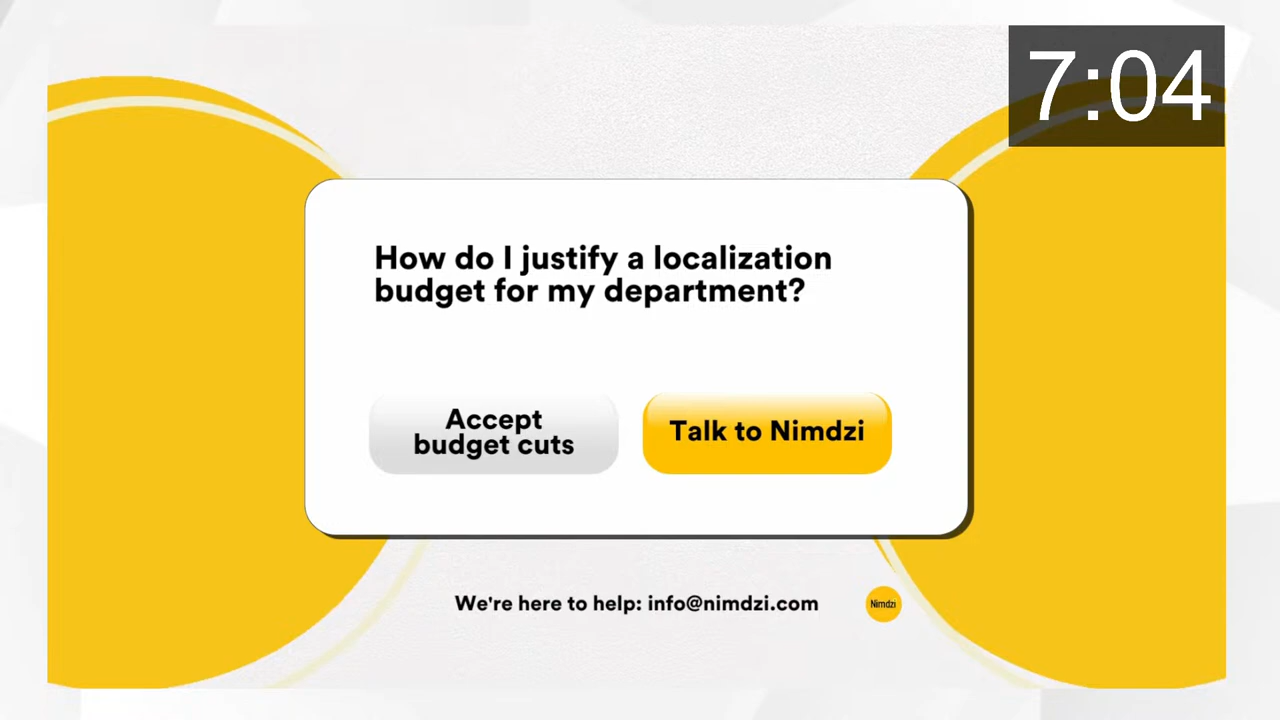 7:04
How do I justify a localization
budget for my department?
Accept
budget cuts
Talk to Nimdzi
We're here to help: info@nimdzi.com
Nimdzi